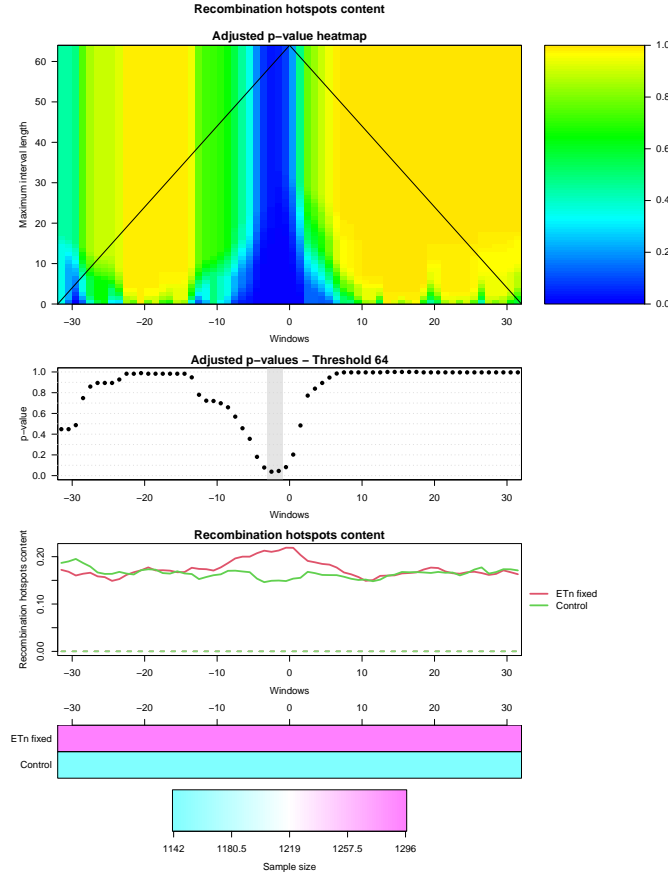 Recombination hotspots content
Adjusted p−value heatmap
Maximum interval length
0 10 20 30 40 50 60
−30 −20 −10 0 10 20 30
Windows
0.0 0.2 0.4 0.6 0.8 1.0
Adjusted p−values − Threshold 64
p−value
0.0 0.2 0.4 0.6 0.8 1.0
−30 −20 −10 0 10 20 30
Windows
Recombination hotspots content
Recombination hotspots content
0.00 0.10 0.20
−30 −20 −10 0 10 20 30
Windows
ETn fixed
Control
−30 −20 −10 0 10 20 30
ETn fixed
Control
1142 1180.5 1219 1257.5 1296
Sample size